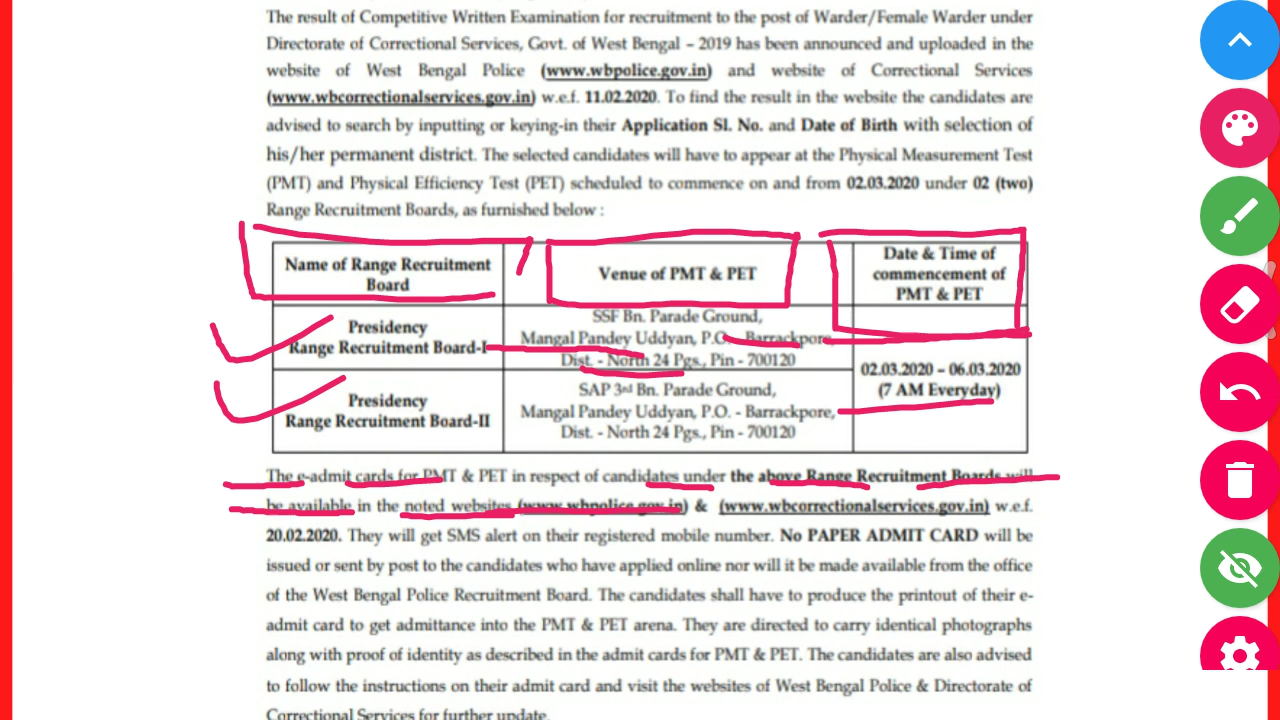 The result of Competitive Written Examination for recruitment to the post of Warder/Female Warder under
Directorate of Correctional Services, Govt. of West Bengal – 2019 has been announced and uploaded in the
website of West Bengal Police (www.wbpolice.gov.in) and website of Correctional Services
(www.wbcorrectionalservices.gov.in) w.e.f. 11.02.2020. To find the result in the website the candidates are
advised to search by inputting or keying-in their Application Sl. No. and Date of Birth with selection of
his/her permanent district. The selected candidates will have to appear at the Physical Measurement Test
(PMT) and Physical Efficiency Test (PET) scheduled to commence on and from 02.03.2020 under 02 (two)
Range Recruitment Boards, as furnished below :
Name of Range Recruitment
Board
Venue of PMT & PET
Date & Time of
commencement of
PMT & PET
Presidency
Range Recruitment Board-I
SSF Bn. Parade Ground,
Mangal Pandey Uddyan, P.O. - Barrackpore,
Dist. - North 24 Pgs., Pin - 700120
02.03.2020 – 06.03.2020
(7 AM Everyday)
Presidency
Range Recruitment Board-II
SAP 3rd Bn. Parade Ground,
Mangal Pandey Uddyan, P.O. - Barrackpore,
Dist. - North 24 Pgs., Pin - 700120
The e-admit cards for PMT & PET in respect of candidates under the above Range Recruitment Boards will
be available in the noted websites (www.wbpolice.gov.in) & (www.wbcorrectionalservices.gov.in) w.e.f.
20.02.2020. They will get SMS alert on their registered mobile number. No PAPER ADMIT CARD will be
issued or sent by post to the candidates who have applied online nor will it be made available from the office
of the West Bengal Police Recruitment Board. The candidates shall have to produce the printout of their e-
admit card to get admittance into the PMT & PET arena. They are directed to carry identical photographs
along with proof of identity as described in the admit cards for PMT & PET. The candidates are also advised
to follow the instructions on their admit card and visit the websites of West Bengal Police & Directorate of
Correctional Services for further update.